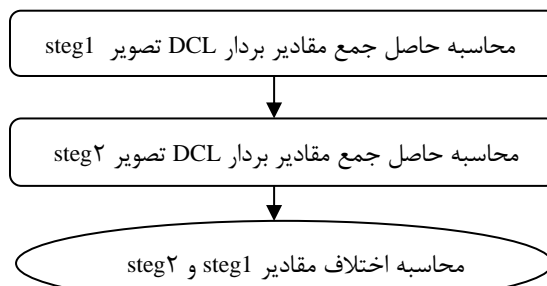 محاسبه حاصل جمع مقادیر بردار DCL تصویر steg1
محاسبه حاصل جمع مقادیر بردار DCL تصویر steg۲
محاسبه اختلاف مقادیر steg1 و steg۲